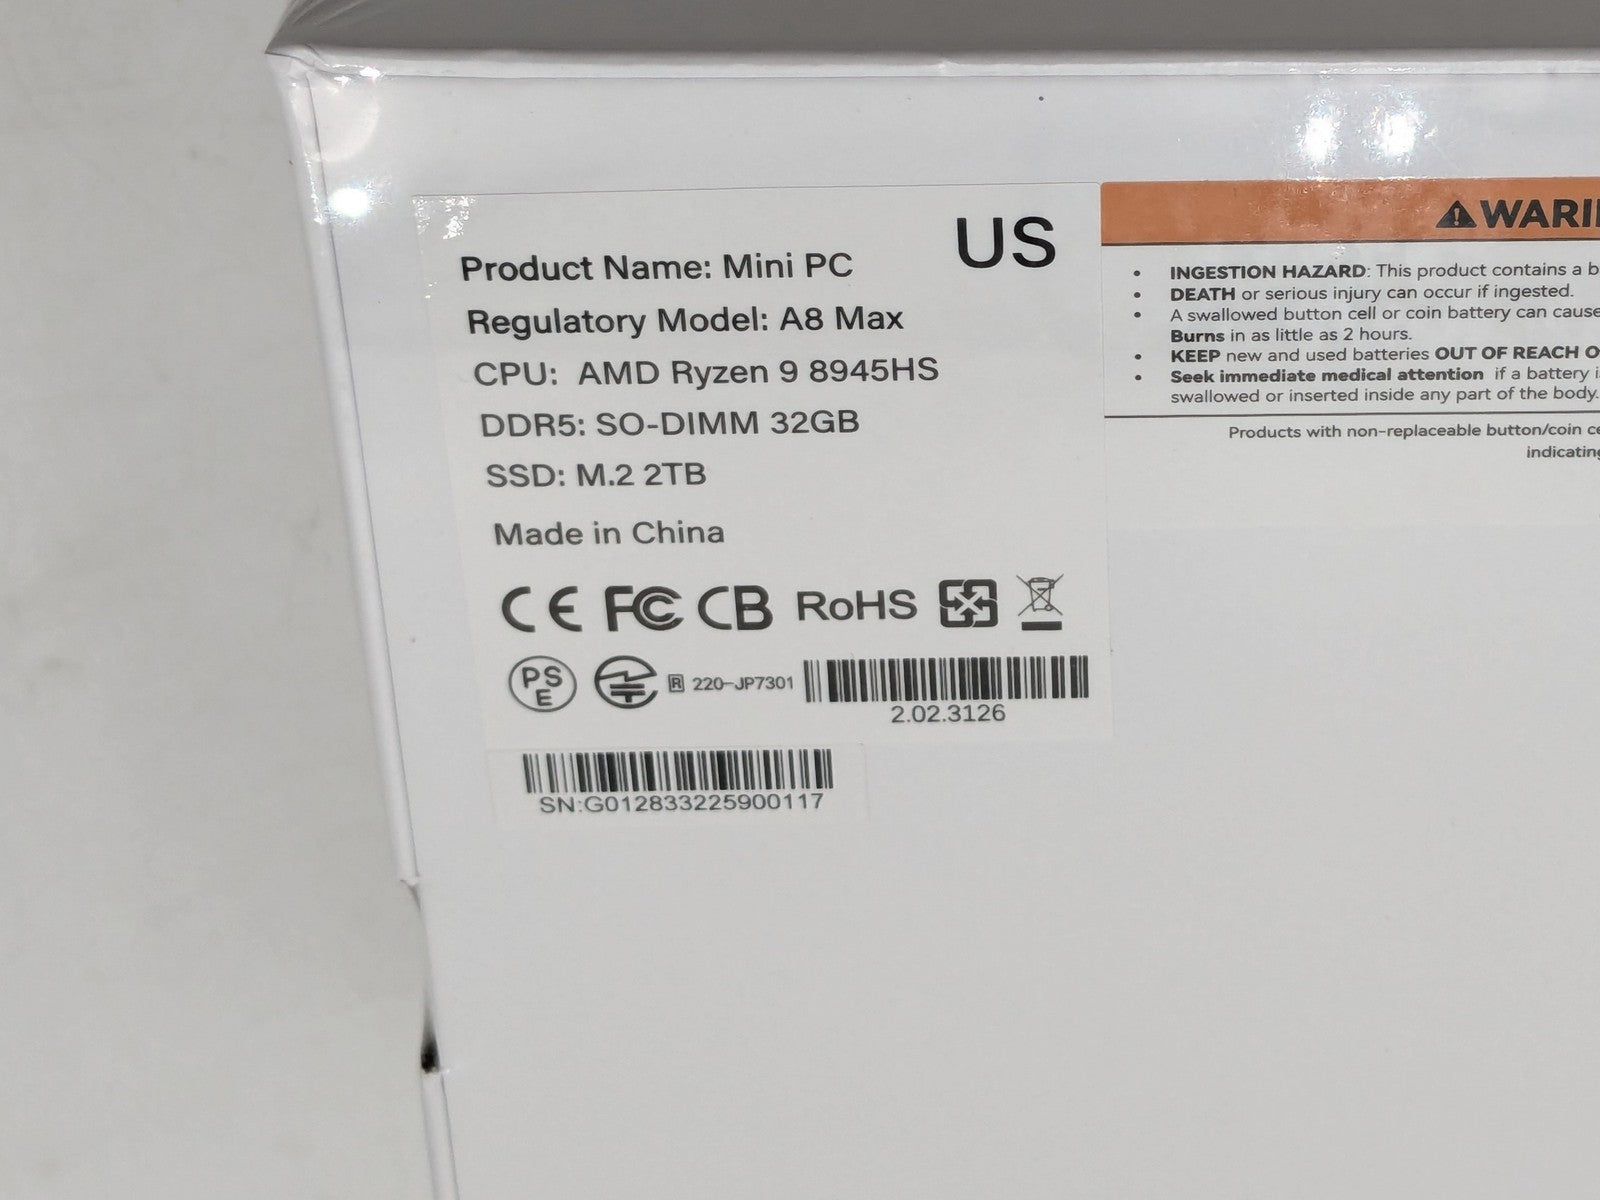 US
Product Name: Mini PC
Regulatory Model: A8 Max
CPU: AMD Ryzen 9 8945HS
DDR5: SO-DIMM 32GB
SSD: M.2 2TB
Made in China
CE FC CB RoHS
PSE
R 220-JP7301
2.02.3126
SN:G012833225900117
INGESTION HAZARD: This product contains a
DEATH or serious injury can occur if ingested.
A swallowed button cell or coin battery can cause
Burns in as little as 2 hours.
KEEP new and used batteries OUT OF REACH
Seek immediate medical attention if a battery
swallowed or inserted inside any part of the body.
Products with non-replaceable button/coin